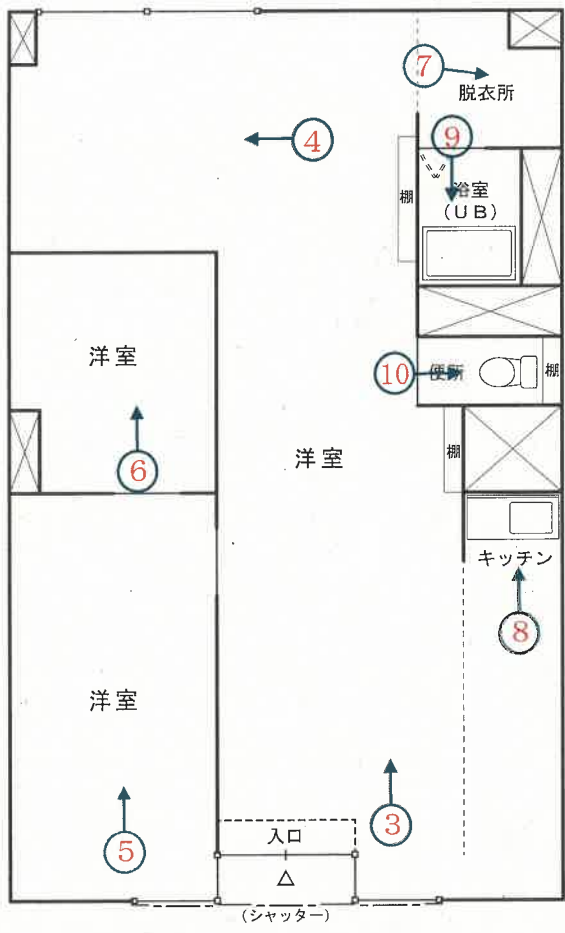 ⑦
脱衣所
④
⑨
棚
浴室
(UB)
洋室
⑩
便所
棚
⑥
洋室
棚
キッチン
⑧
洋室
③
⑤
入口
△
(シャッター)